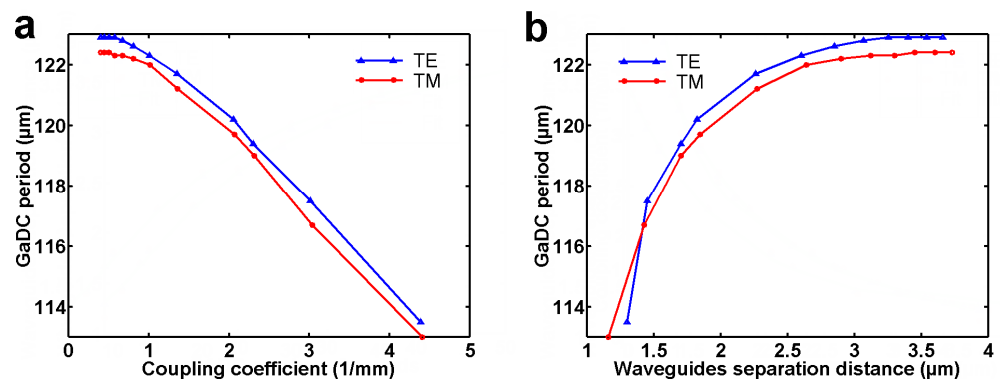 a
GaDC period (µm)
122
120
118
116
114
0 1 2 3 4 5
Coupling coefficient (1/mm)
TE
TM
b
GaDC period (µm)
122
120
118
116
114
1 1.5 2 2.5 3 3.5 4
Waveguides separation distance (µm)
TE
TM